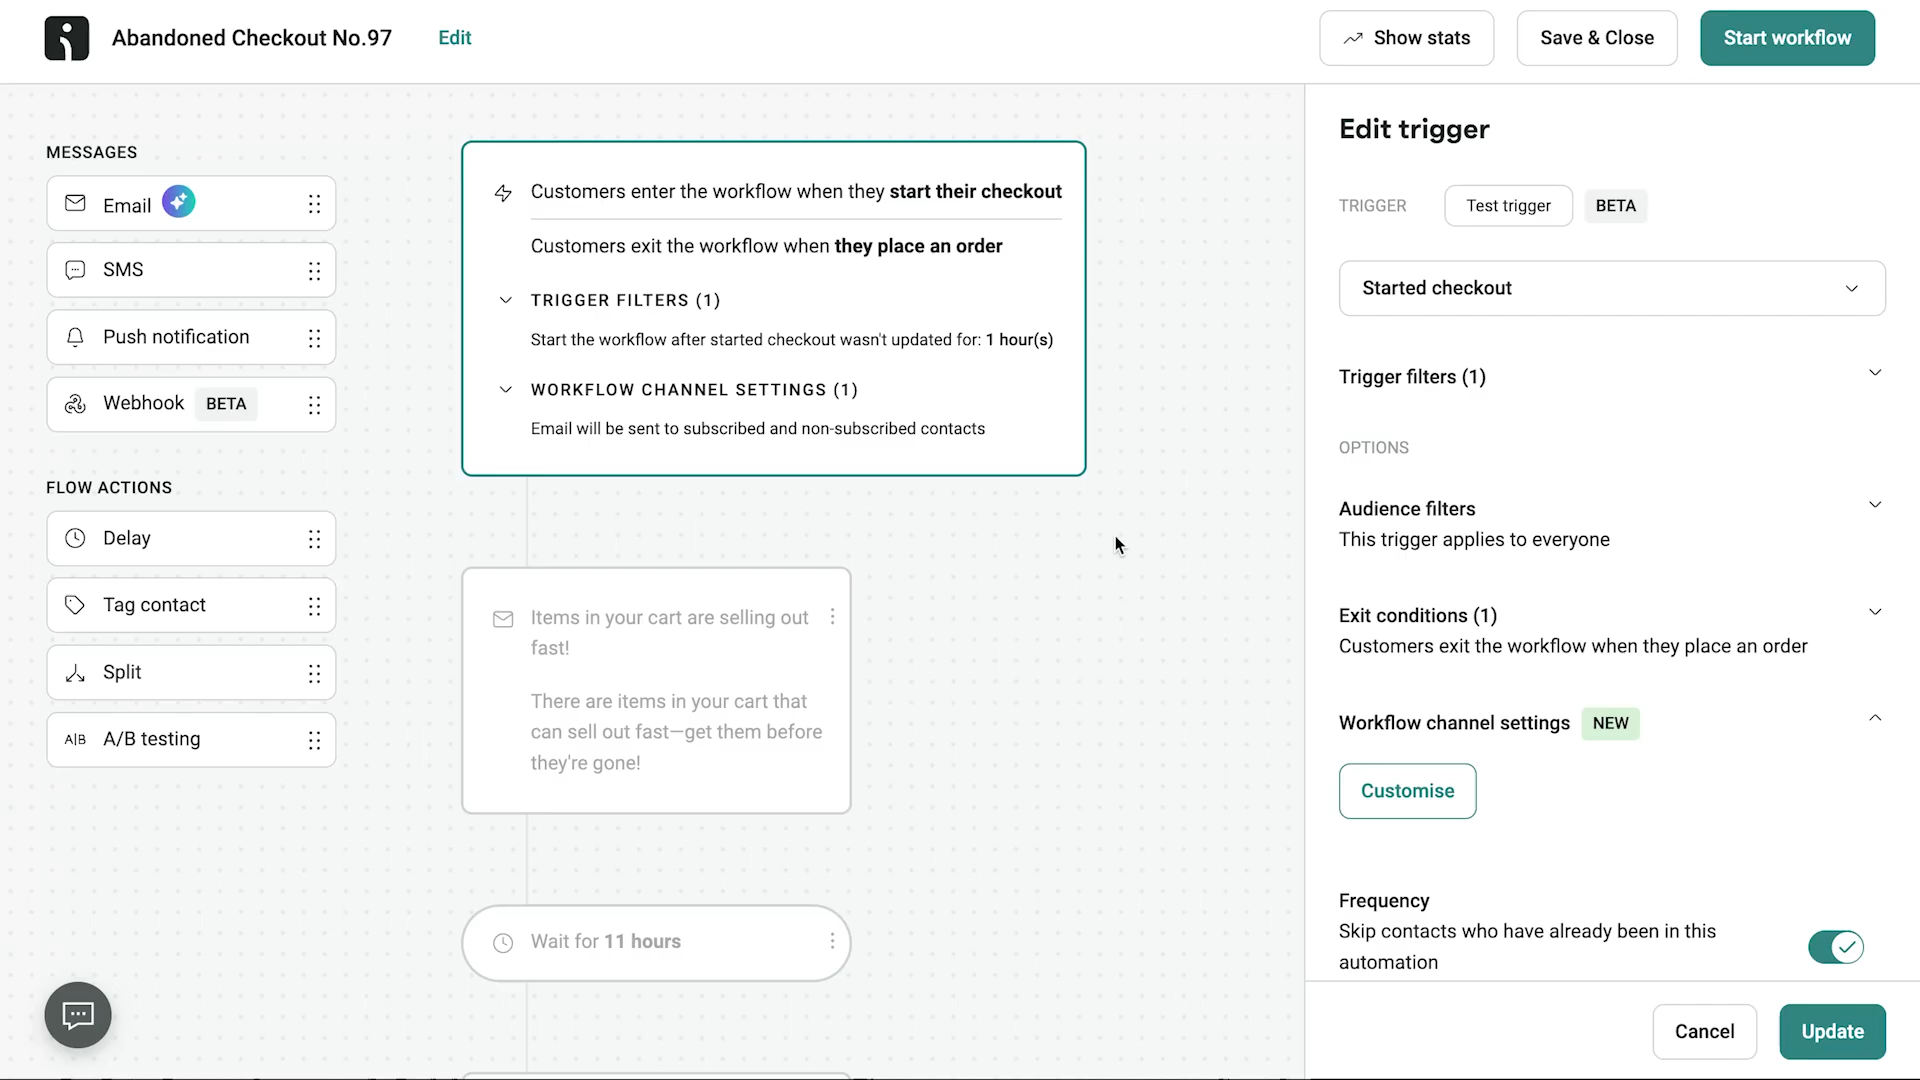 Abandoned Checkout No.97
Edit
Show stats
Save & Close
Start workflow
MESSAGES
Email
SMS
Push notification
Webhook BETA
FLOW ACTIONS
Delay
Tag contact
Split
A|B A/B testing
Customers enter the workflow when they start their checkout
Customers exit the workflow when they place an order
TRIGGER FILTERS (1)
Start the workflow after started checkout wasn't updated for: 1 hour(s)
WORKFLOW CHANNEL SETTINGS (1)
Email will be sent to subscribed and non-subscribed contacts
Items in your cart are selling out
fast!
There are items in your cart that
can sell out fast—get them before
they're gone!
Wait for 11 hours
Edit trigger
TRIGGER
Test trigger
BETA
Started checkout
Trigger filters (1)
OPTIONS
Audience filters
This trigger applies to everyone
Exit conditions (1)
Customers exit the workflow when they place an order
Workflow channel settings NEW
Customise
Frequency
Skip contacts who have already been in this
automation
Cancel
Update